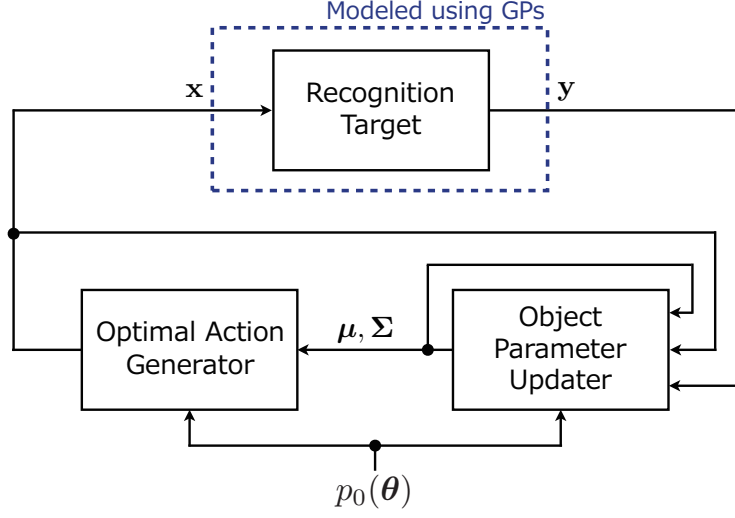 Modeled using GPs
x
Recognition
Target
y
Optimal Action
Generator
μ, Σ
Object
Parameter
Updater
p₀(θ)